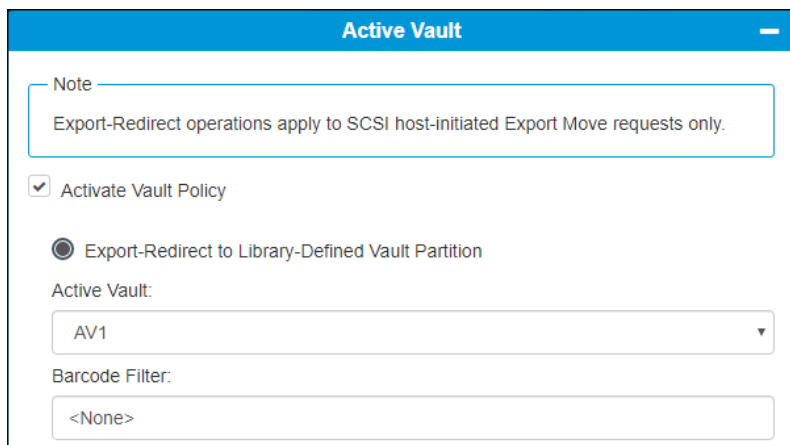 Active Vault
Note
Export-Redirect operations apply to SCSI host-initiated Export Move requests only.
Activate Vault Policy
Export-Redirect to Library-Defined Vault Partition
Active Vault:
AV1
Barcode Filter:
<None>